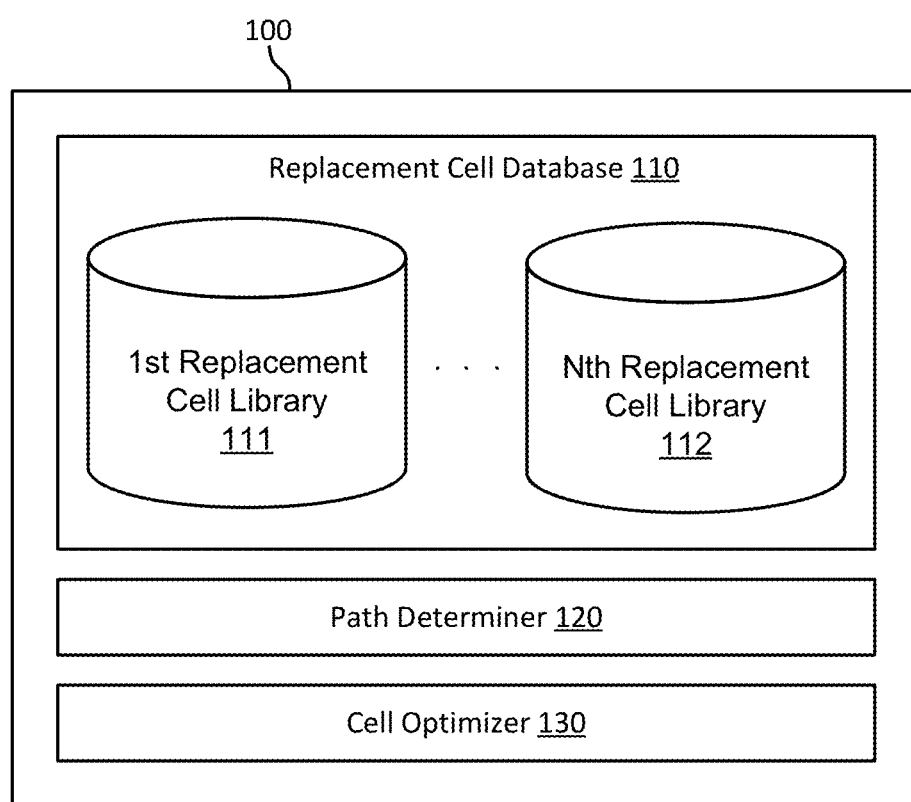 100
Replacement Cell Database 110
1st Replacement
Cell Library
111
. . .
Nth Replacement
Cell Library
112
Path Determiner 120
Cell Optimizer 130